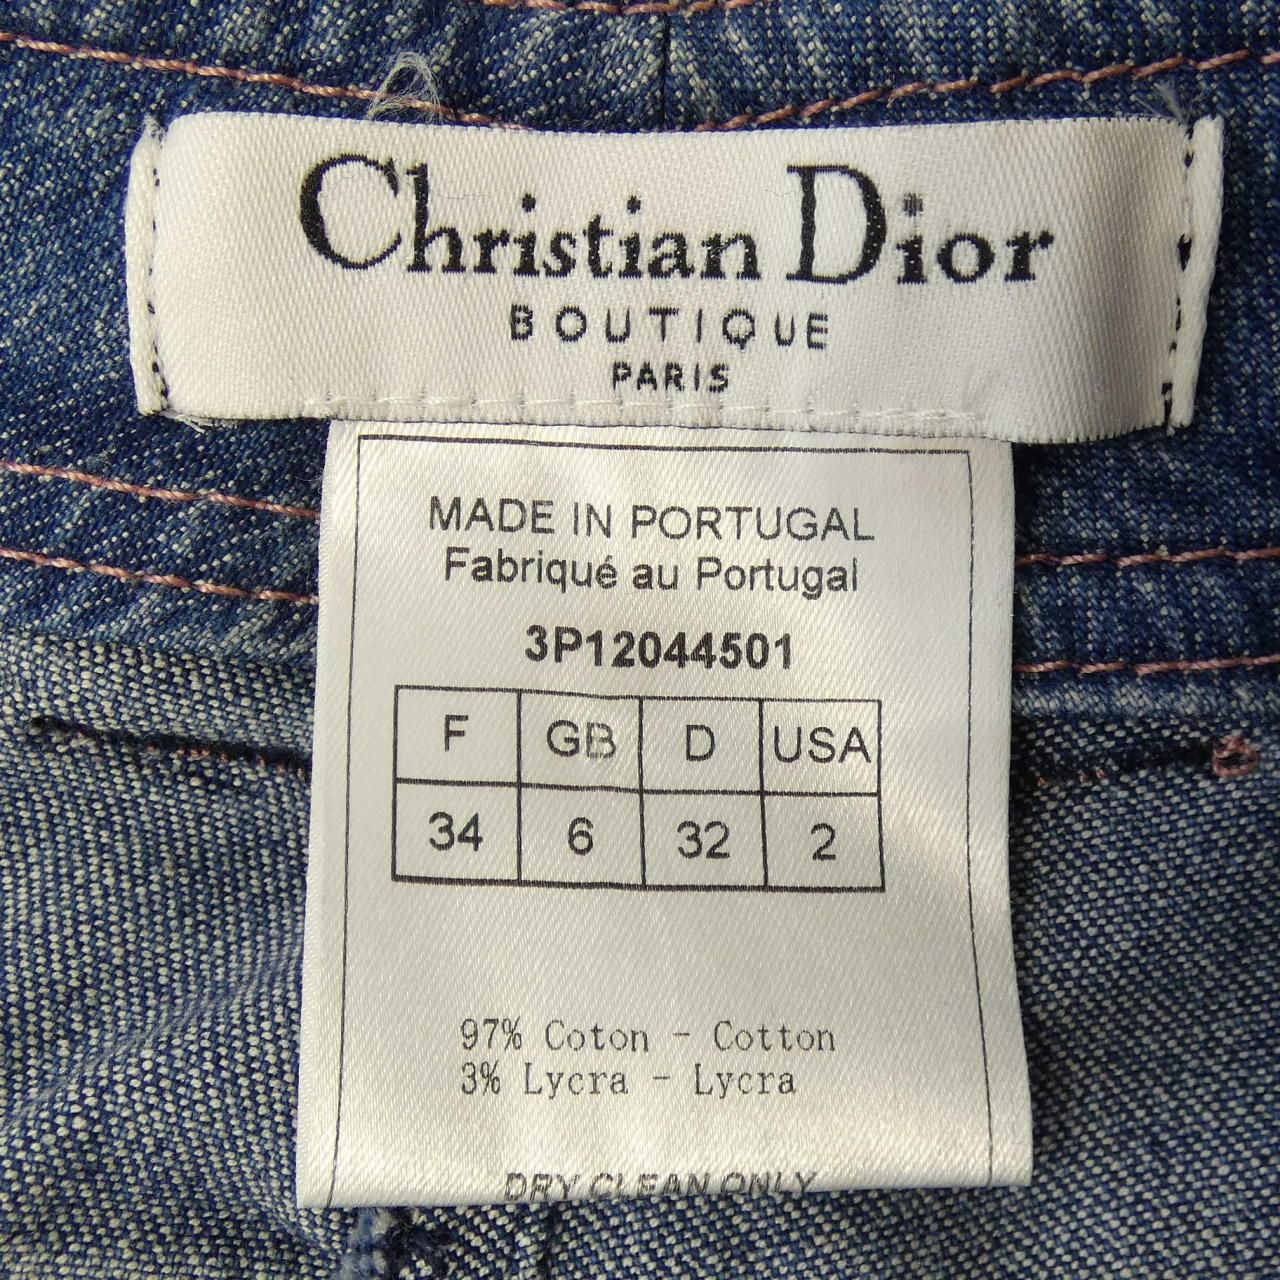 Christian Dior
BOUTIQUE
PARIS
MADE IN PORTUGAL
Fabriqué au Portugal
3P12044501
F GB D USA
34 6 32 2
97% Coton - Cotton
3% Lycra - Lycra
DRY CLEAN ONLY